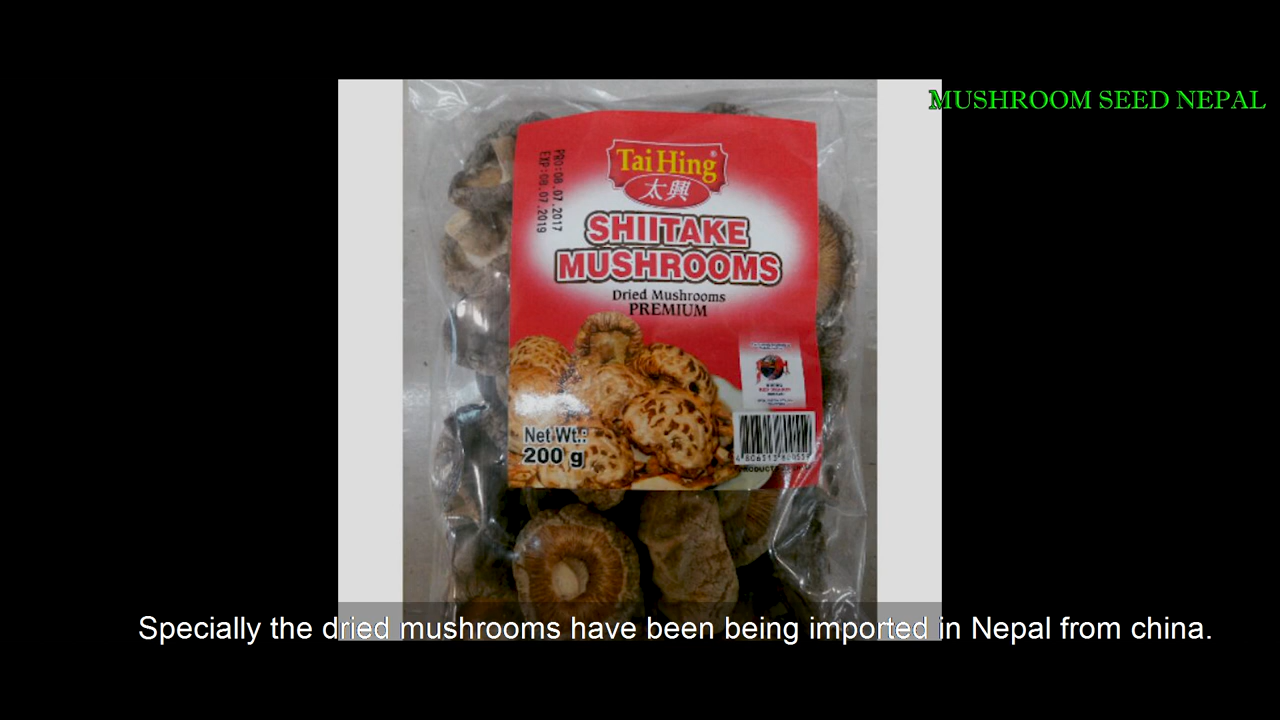 MUSHROOM SEED NEPAL
PRO:08.07.2017
EXP:08.07.2019
Tai Hing®
太興
SHIITAKE
MUSHROOMS
Dried Mushrooms
PREMIUM
Net Wt.:
200 g
Specially the dried mushrooms have been being imported in Nepal from china.